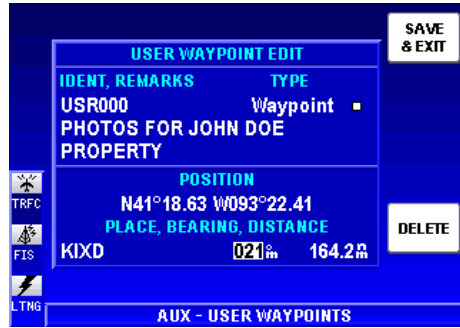 SAVE
& EXIT
USER WAYPOINT EDIT
IDENT, REMARKS TYPE
USR000 Waypoint
PHOTOS FOR JOHN DOE
PROPERTY
POSITION
N41°18.63 W093°22.41
PLACE, BEARING, DISTANCE
KIXD 021°m 164.2nm
DELETE
TRFC
FIS
LTNG
AUX - USER WAYPOINTS